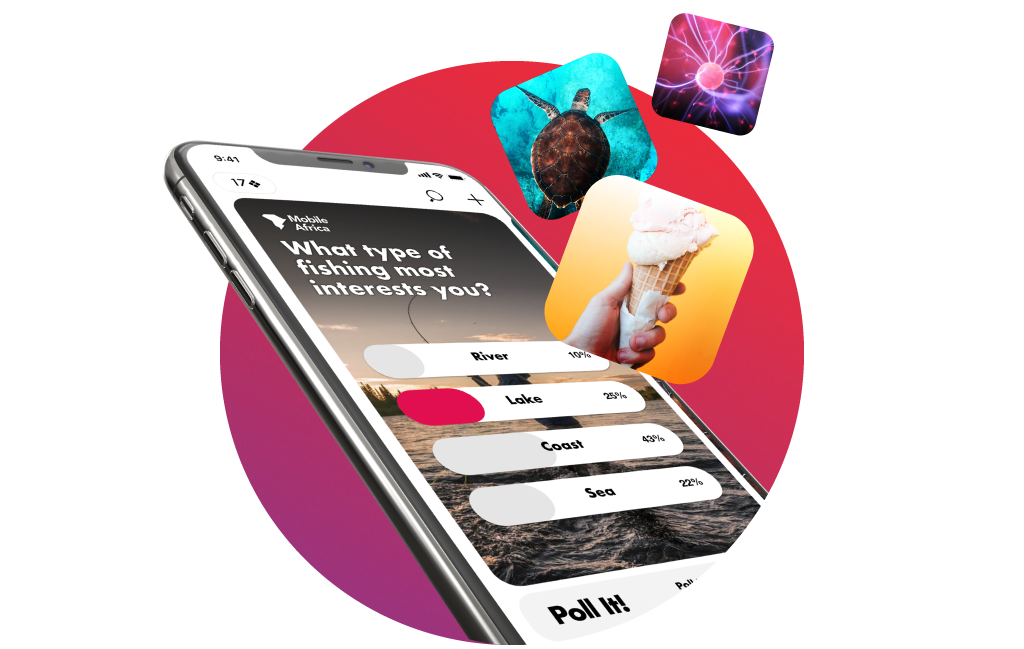 9:41
17
Mobile
Africa
What type of
fishing most
interests you?
River 10%
Lake 25%
Coast 43%
Sea 22%
Poll It!